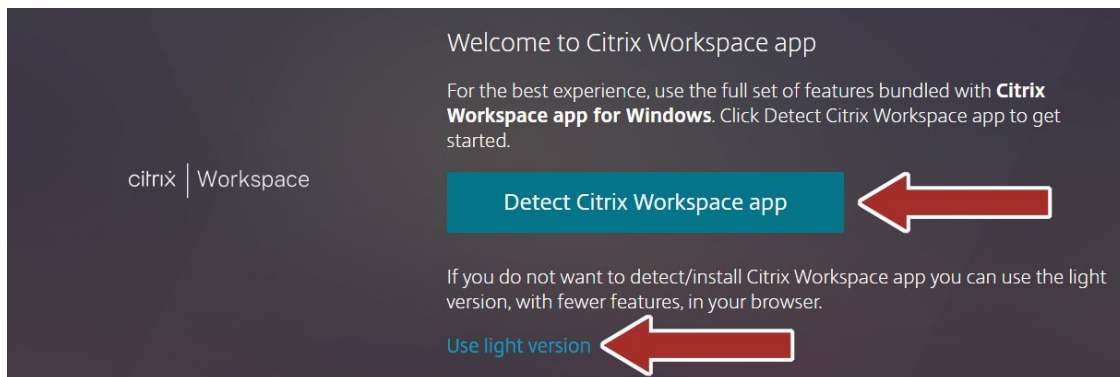 Welcome to Citrix Workspace app
For the best experience, use the full set of features bundled with Citrix
Workspace app for Windows. Click Detect Citrix Workspace app to get
started.
citrix | Workspace
Detect Citrix Workspace app
If you do not want to detect/install Citrix Workspace app you can use the light
version, with fewer features, in your browser.
Use light version